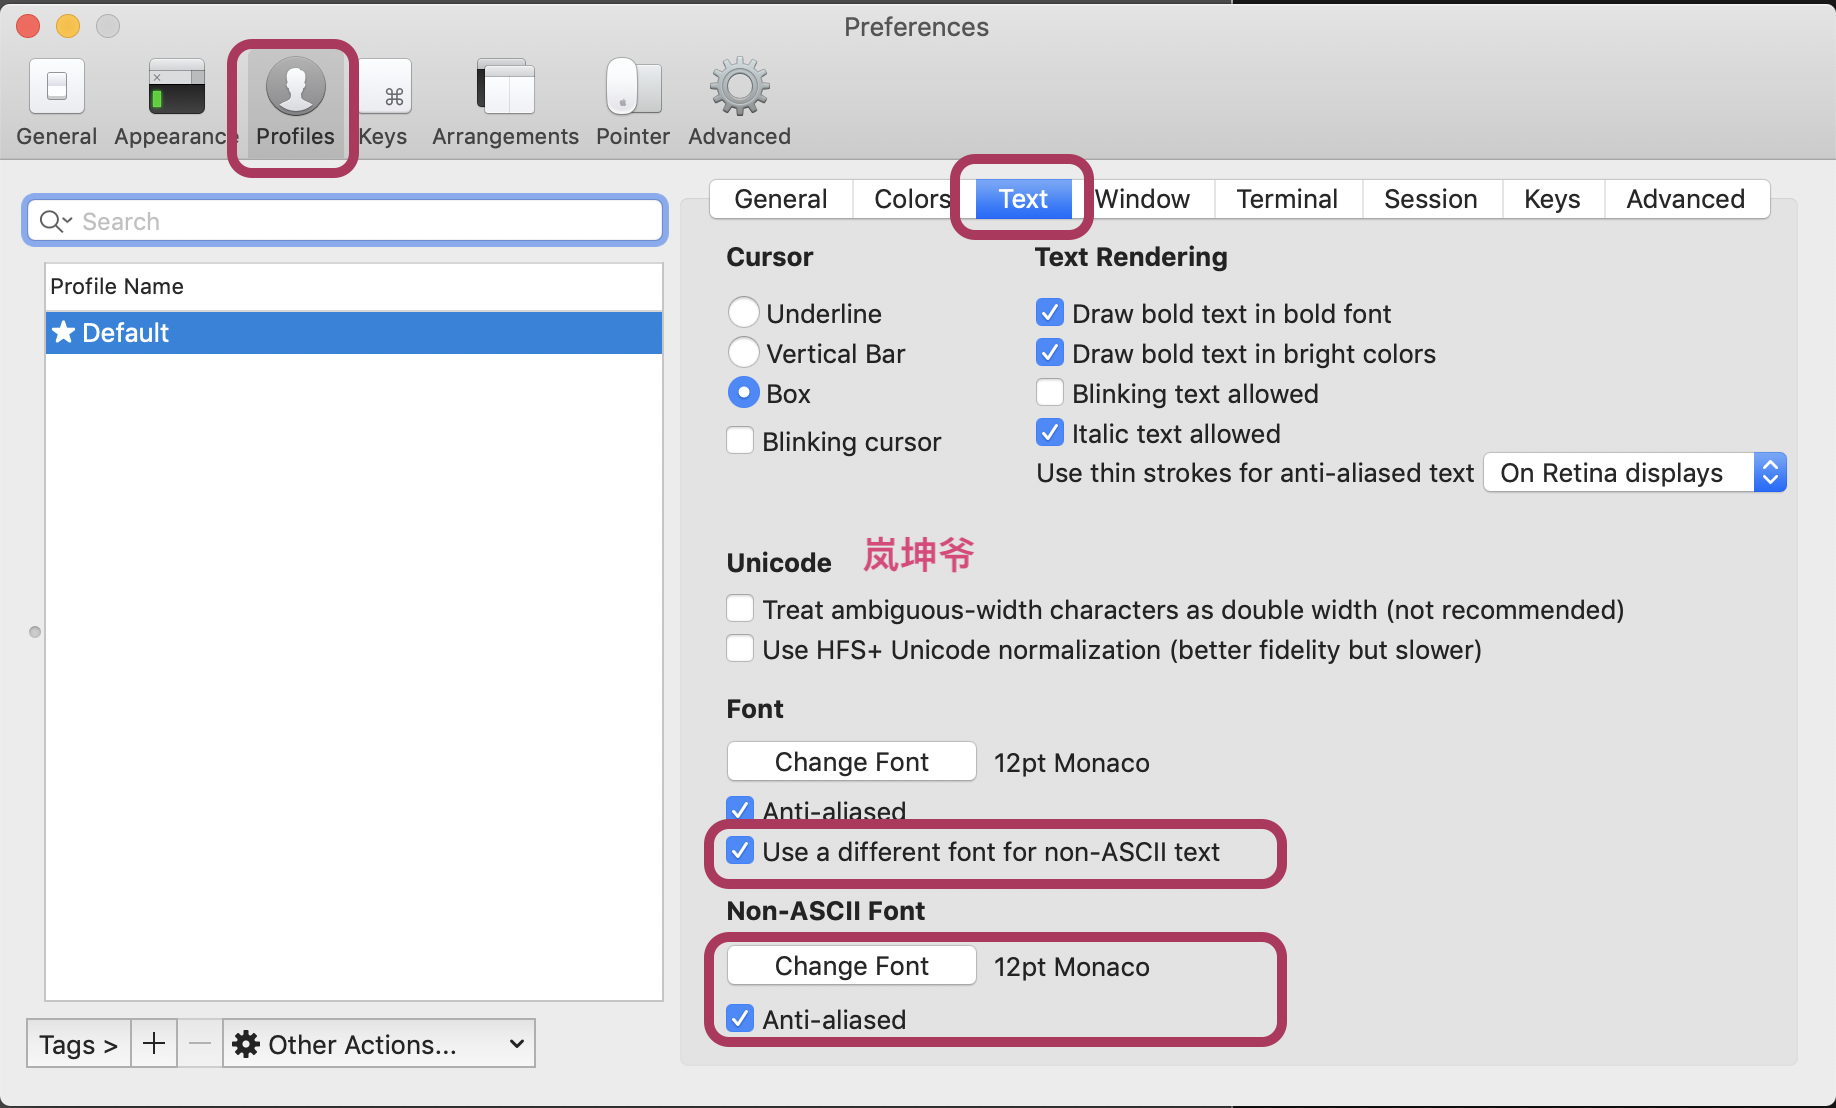 Preferences
General Appearance Profiles Keys Arrangements Pointer Advanced
Search
Profile Name
Default
Tags > + − Other Actions...
General Colors Text Window Terminal Session Keys Advanced
Cursor
Underline
Vertical Bar
Box
Blinking cursor
Text Rendering
Draw bold text in bold font
Draw bold text in bright colors
Blinking text allowed
Italic text allowed
Use thin strokes for anti-aliased text On Retina displays
Unicode 岚坤爷
Treat ambiguous-width characters as double width (not recommended)
Use HFS+ Unicode normalization (better fidelity but slower)
Font
Change Font 12pt Monaco
Anti-aliased
Use a different font for non-ASCII text
Non-ASCII Font
Change Font 12pt Monaco
Anti-aliased